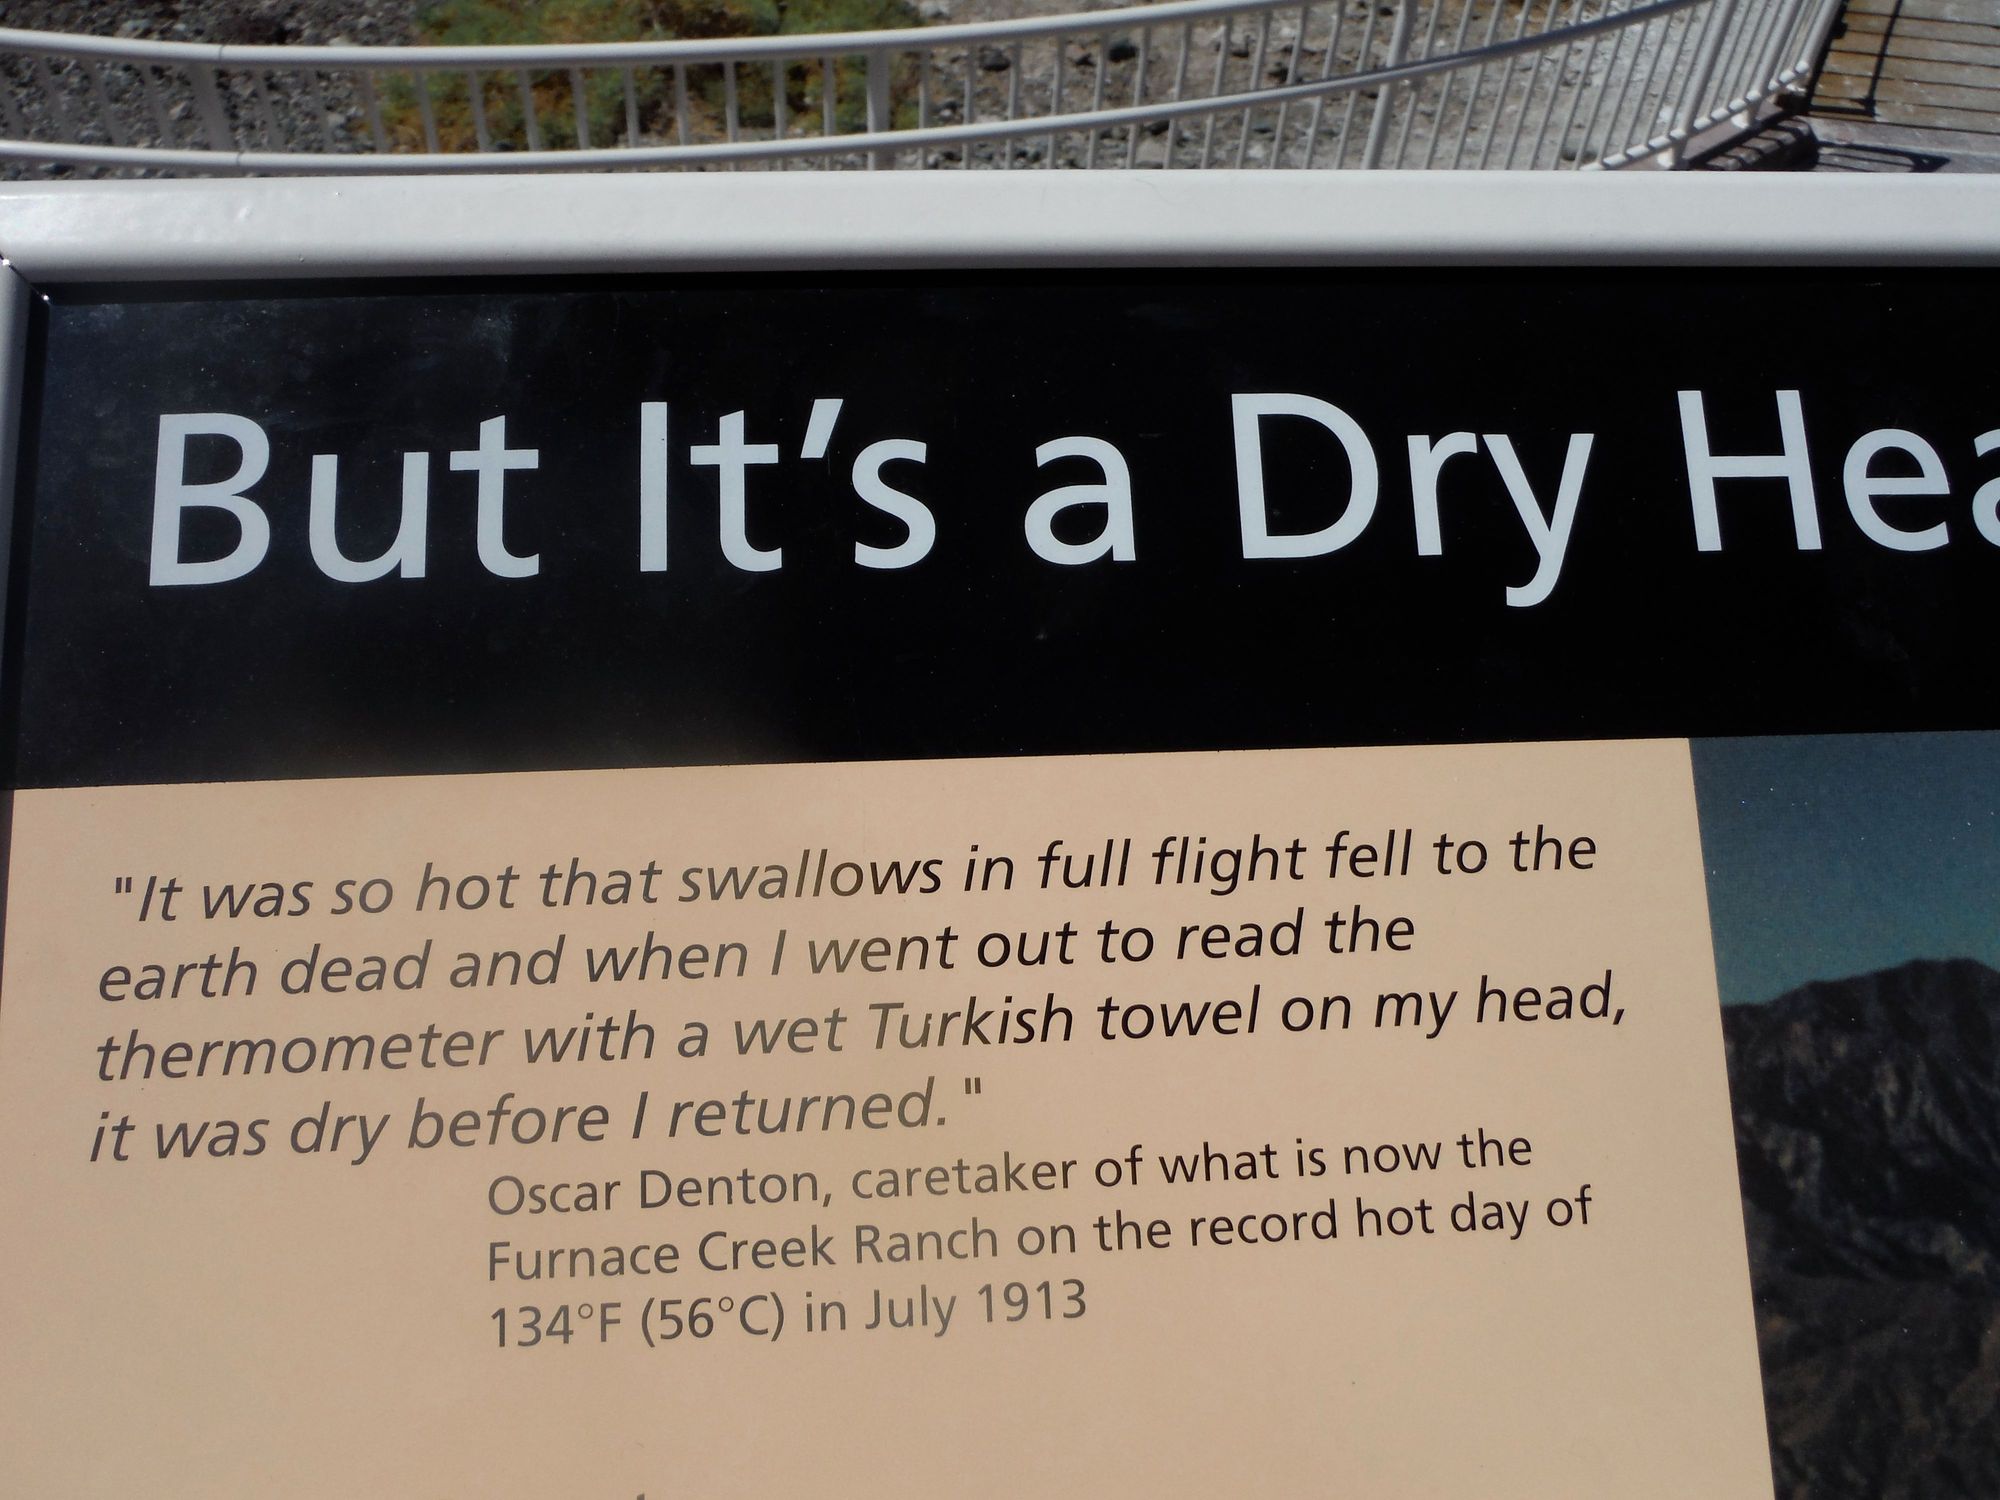 But It's a Dry Hea
"It was so hot that swallows in full flight fell to the
earth dead and when I went out to read the
thermometer with a wet Turkish towel on my head,
it was dry before I returned."
Oscar Denton, caretaker of what is now the
Furnace Creek Ranch on the record hot day of
134°F (56°C) in July 1913